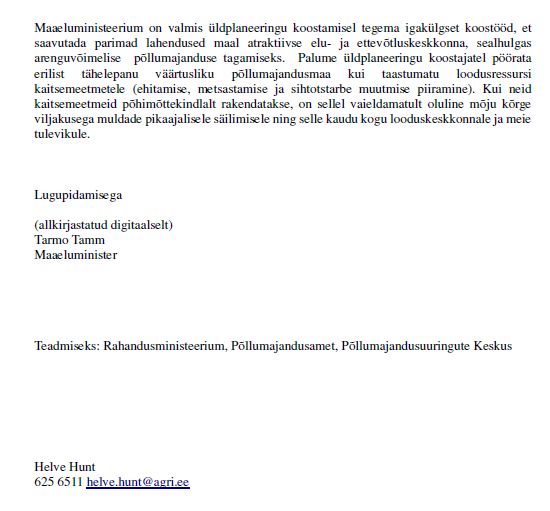 Maaeluministeerium on valmis üldplaneeringu koostamisel tegema igakülgset koostööd, et
saavutada parimad lahendused maal atraktiivse elu- ja ettevõtluskeskkonna, sealhulgas
arenguvõimelise põllumajanduse tagamiseks. Palume üldplaneeringu koostajatel pöörata
erilist tähelepanu väärtusliku põllumajandusmaa kui taastumatu loodusressursi
kaitsemeetmetele (ehitamise, metsastamise ja sihtotstarbe muutmise piiramine). Kui neid
kaitsemeetmeid põhimõttekindlalt rakendatakse, on sellel vaieldamatult oluline mõju kõrge
viljakusega muldade pikaajalisele säilimisele ning selle kaudu kogu looduskeskkonnale ja meie
tulevikule.
Lugupidamisega
(allkirjastatud digitaalselt)
Tarmo Tamm
Maaeluminister
Teadmiseks: Rahandusministeerium, Põllumajandusamet, Põllumajandusuuringute Keskus
Helve Hunt
625 6511 helve.hunt@agri.ee